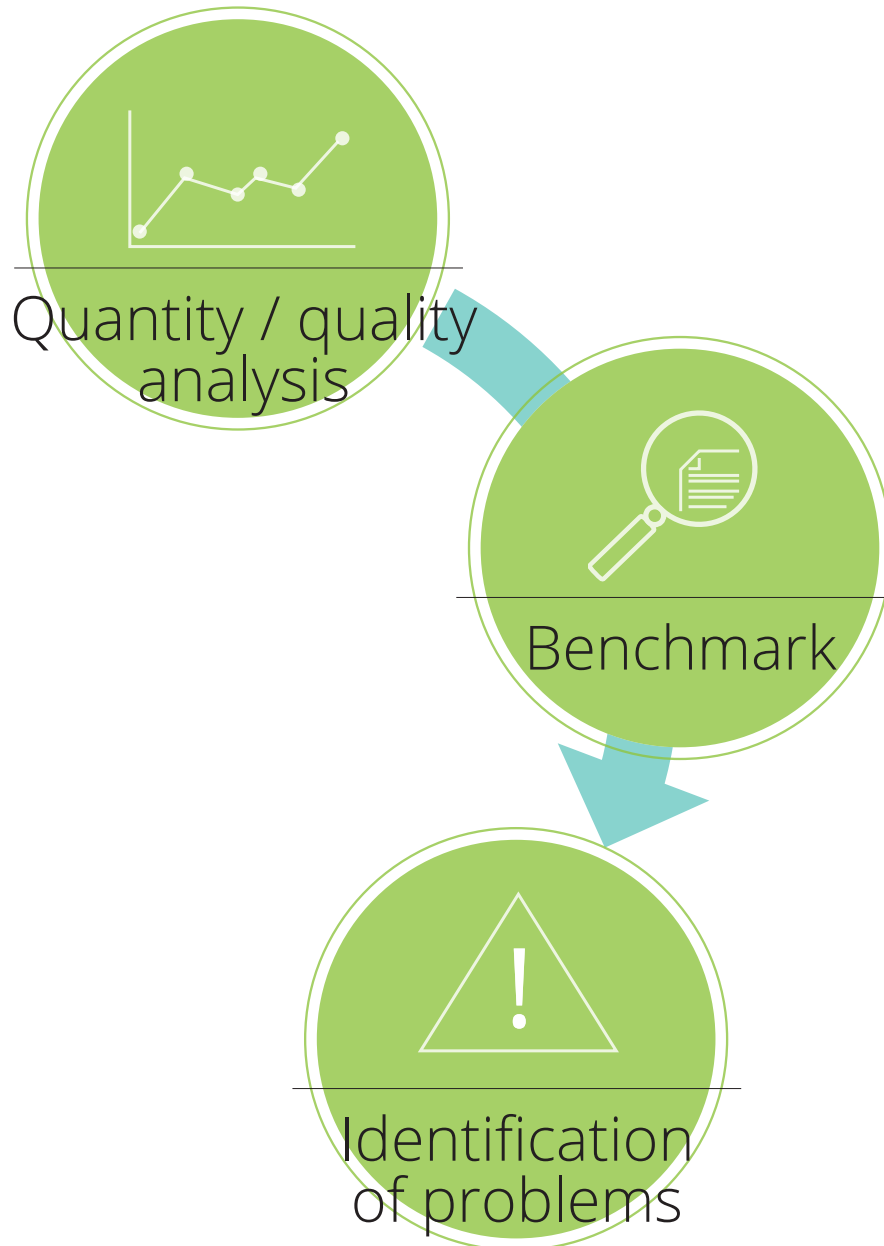 Quantity / quality
analysis
Benchmark
!
Identification
of problems